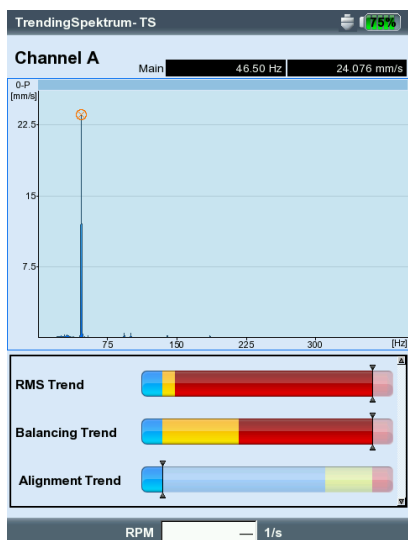 TrendingSpektrum- TS 75%
Channel A
Main 46.50 Hz 24.076 mm/s
0-P
[mm/s]
22.5
15
7.5
75 150 225 300 [Hz]
RMS Trend
Balancing Trend
Alignment Trend
RPM — 1/s